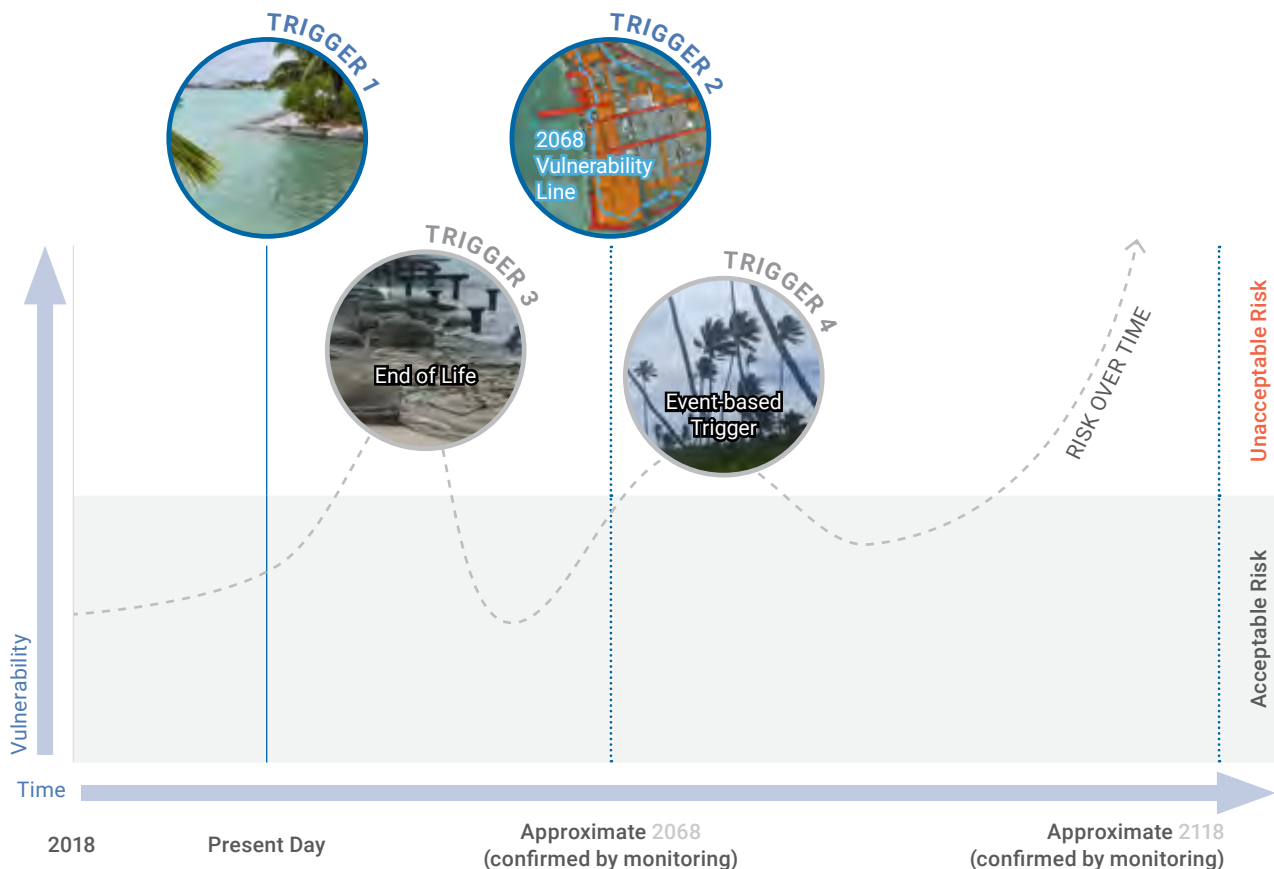 TRIGGER 1
TRIGGER 2
2068
Vulnerability
Line
TRIGGER 3
End of Life
TRIGGER 4
Event-based
Trigger
RISK OVER TIME
Unacceptable Risk
Acceptable Risk
Vulnerability
Time
2018
Present Day
Approximate 2068
(confirmed by monitoring)
Approximate 2118
(confirmed by monitoring)